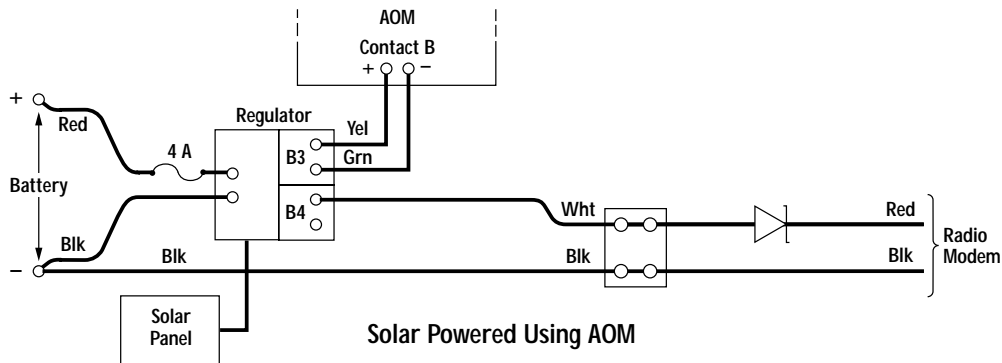 AOM
Contact B
+ −
+
Red
Regulator
Yel
B3
Grn
4 A
Battery
B4
Wht
Red
Radio
Modem
Blk
−
Blk
Blk
Blk
Solar
Panel
Solar Powered Using AOM